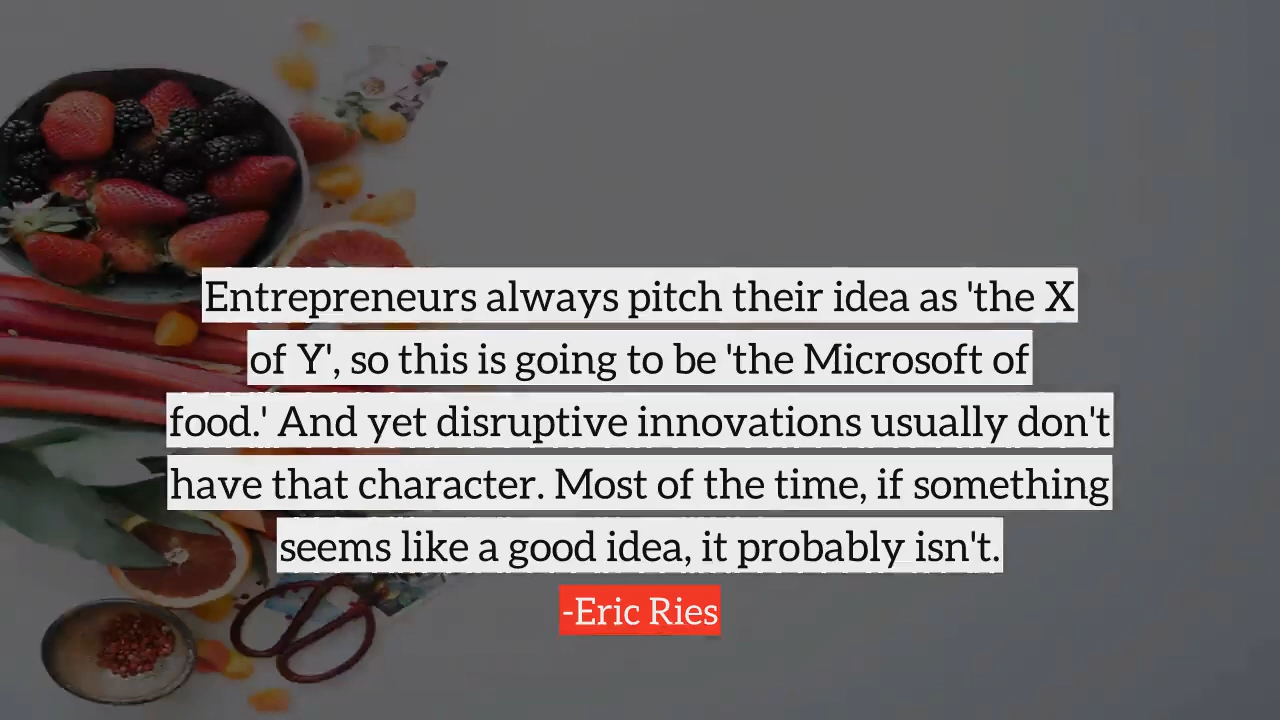 Entrepreneurs always pitch their idea as 'the X
of Y', so this is going to be 'the Microsoft of
food.' And yet disruptive innovations usually don't
have that character. Most of the time, if something
seems like a good idea, it probably isn't.
-Eric Ries